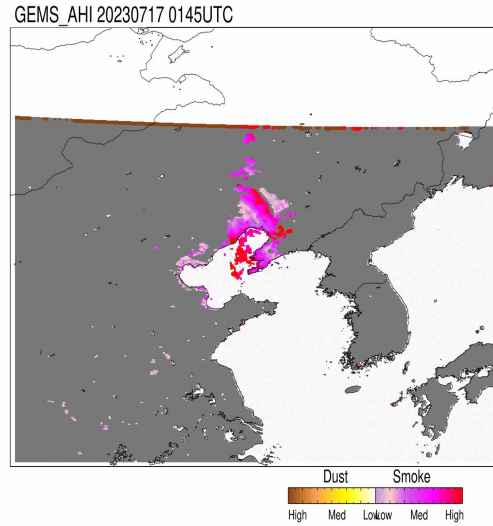 GEMS_AHI 20230717 0145UTC
Dust Smoke
High Med Low Low Med High